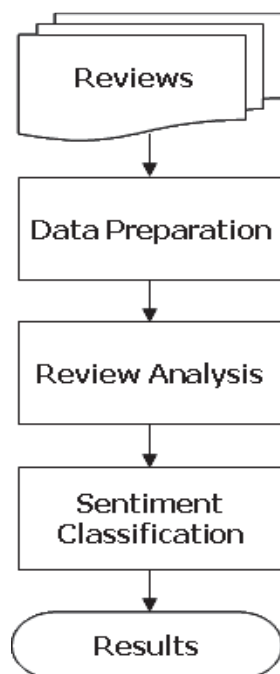 Reviews
Data Preparation
Review Analysis
Sentiment
Classification
Results